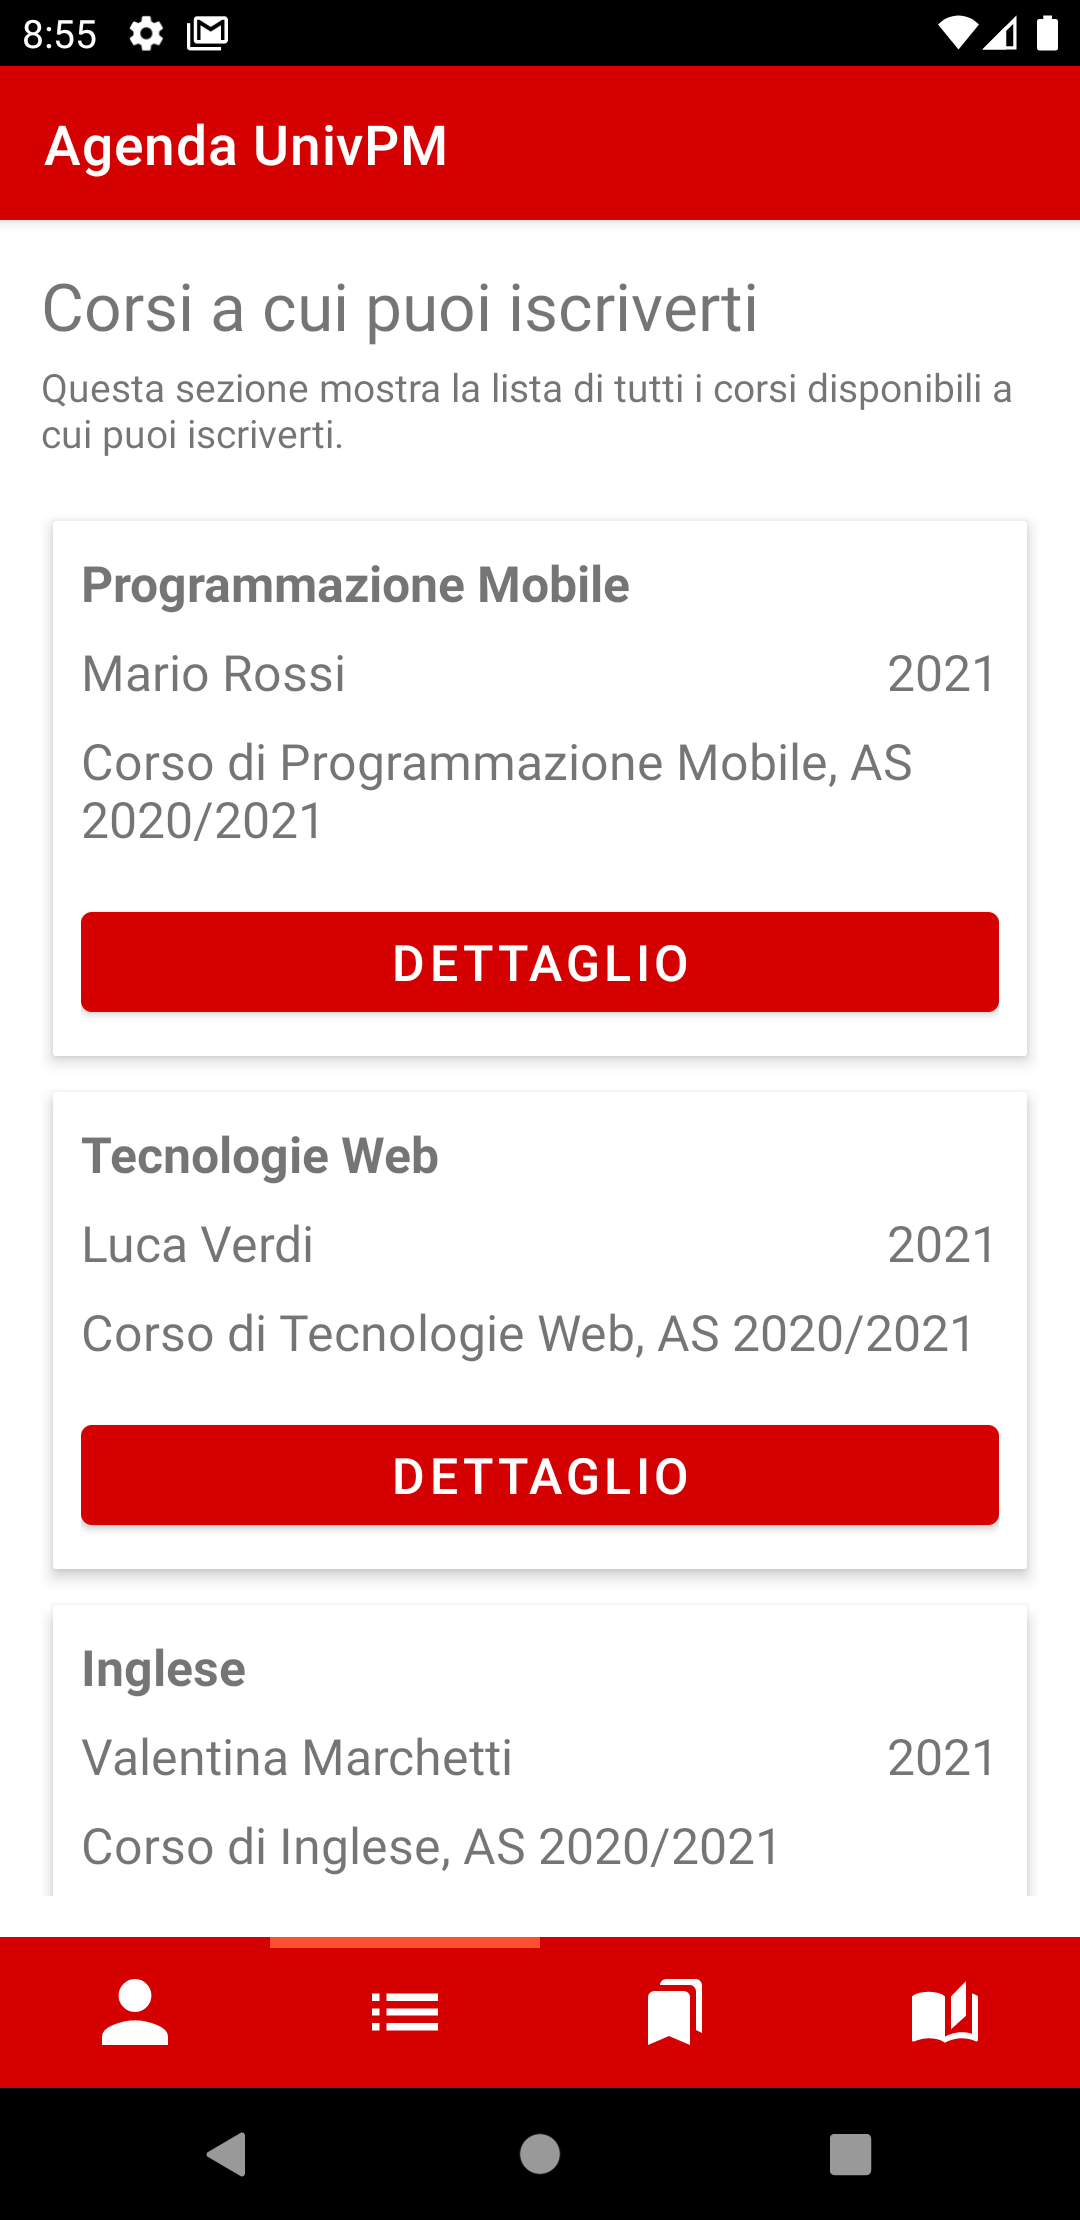 8:55
Agenda UnivPM
Corsi a cui puoi iscriverti
Questa sezione mostra la lista di tutti i corsi disponibili a
cui puoi iscriverti.
Programmazione Mobile
Mario Rossi 2021
Corso di Programmazione Mobile, AS
2020/2021
DETTAGLIO
Tecnologie Web
Luca Verdi 2021
Corso di Tecnologie Web, AS 2020/2021
DETTAGLIO
Inglese
Valentina Marchetti 2021
Corso di Inglese, AS 2020/2021